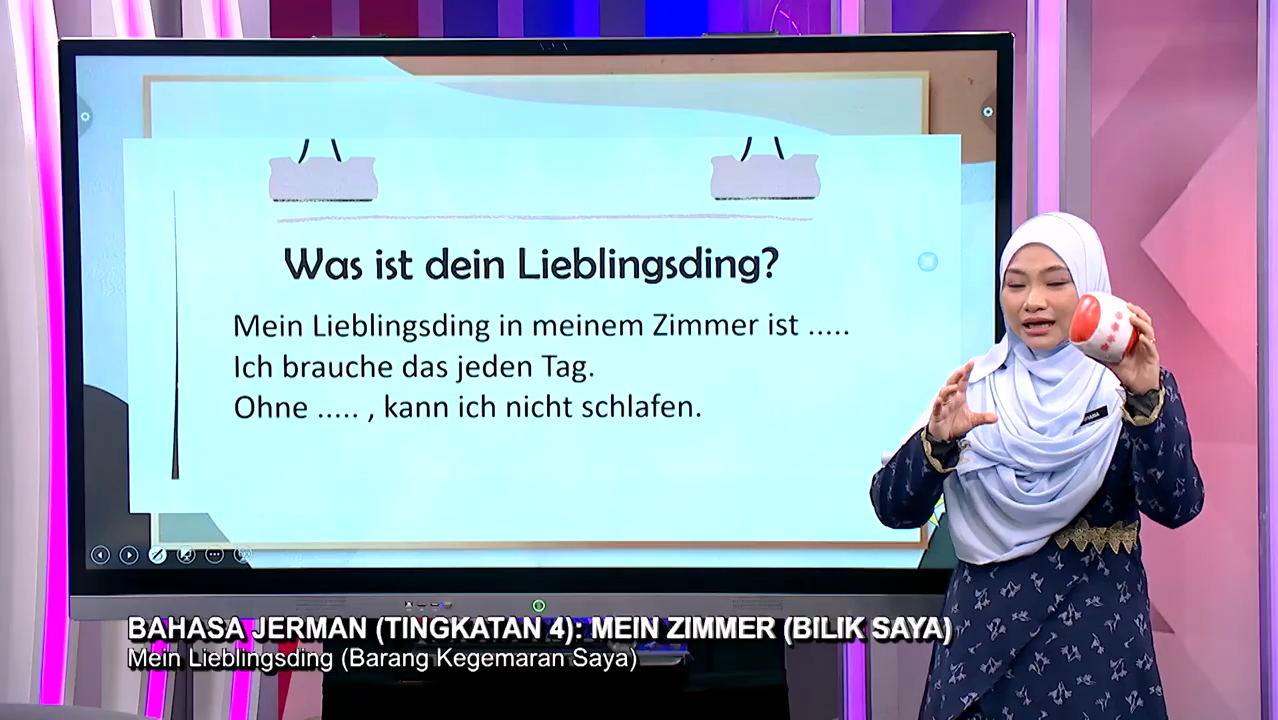 Was ist dein Lieblingsding?
Mein Lieblingsding in meinem Zimmer ist .....
Ich brauche das jeden Tag.
Ohne ..... , kann ich nicht schlafen.
BAHASA JERMAN (TINGKATAN 4): MEIN ZIMMER (BILIK SAYA)
Mein Lieblingsding (Barang Kegemaran Saya)